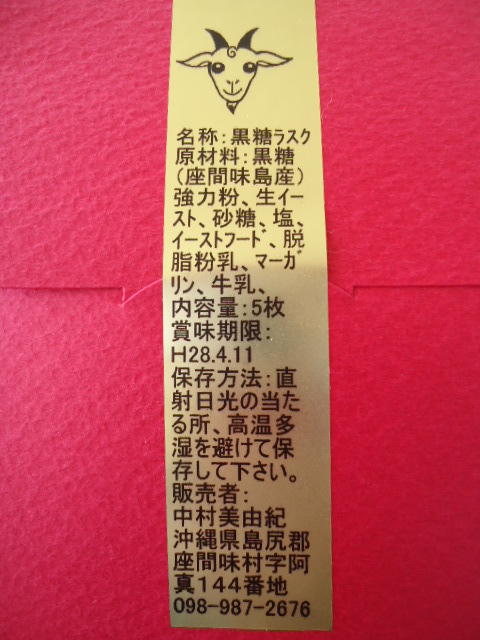 名称:黒糖ﾗｽｸ
原材料:黒糖
(座間味島産)
強力粉、生イー
スト、砂糖、塩、
ｲｰｽﾄﾌｰﾄﾞ、脱
脂粉乳、ﾏｰｶﾞ
ﾘﾝ、牛乳、
内容量:5枚
賞味期限:
H28.4.11
保存方法:直
射日光の当た
る所、高温多
湿を避けて保
存して下さい。
販売者:
中村美由紀
沖縄県島尻郡
座間味村字阿
真144番地
098-987-2676